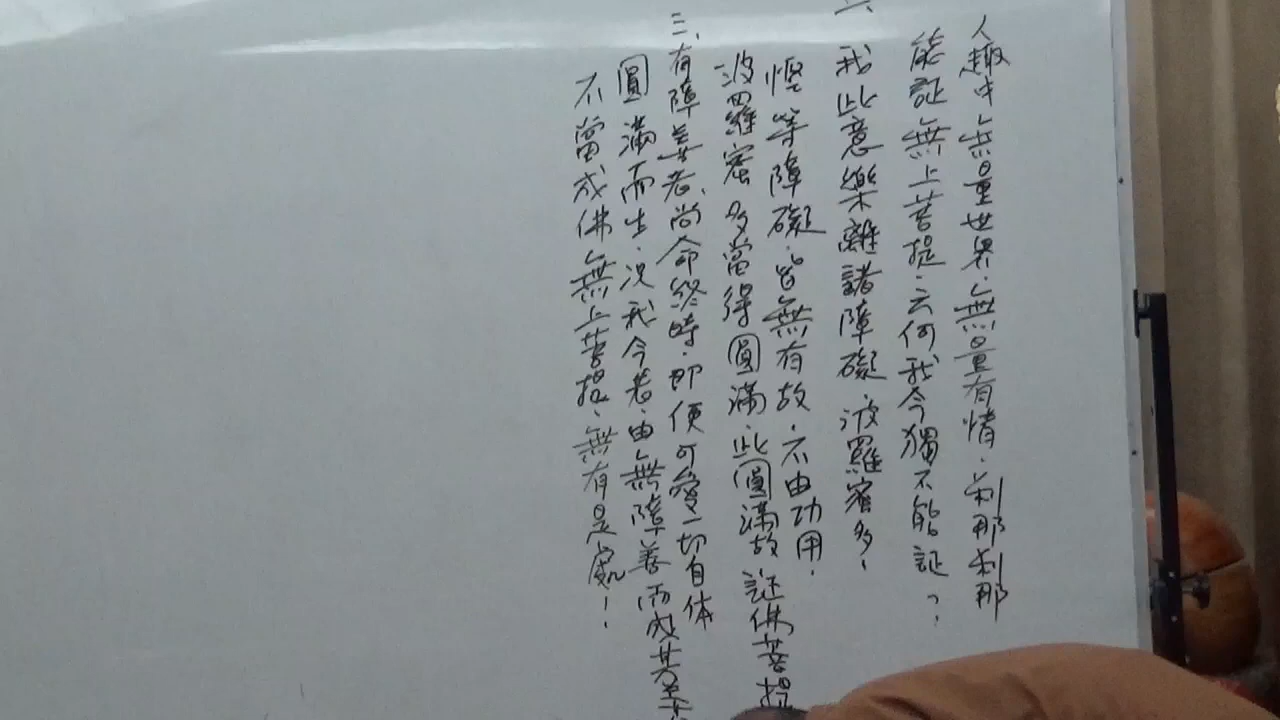 人趣中無量世界.無量有情.剎那剎那
能証無上菩提.云何我今獨不能証?
二、我此意樂離諸障礙.波羅蜜多、
慳等障礙.皆無有故.不由功用.
波羅蜜多當得圓滿.此圓滿故証佛菩提
三、有障善者、尚命終時.即便可愛一切自体
圓滿而生.況我今者.由無障善而成
不當成佛無上菩提.無有是處!